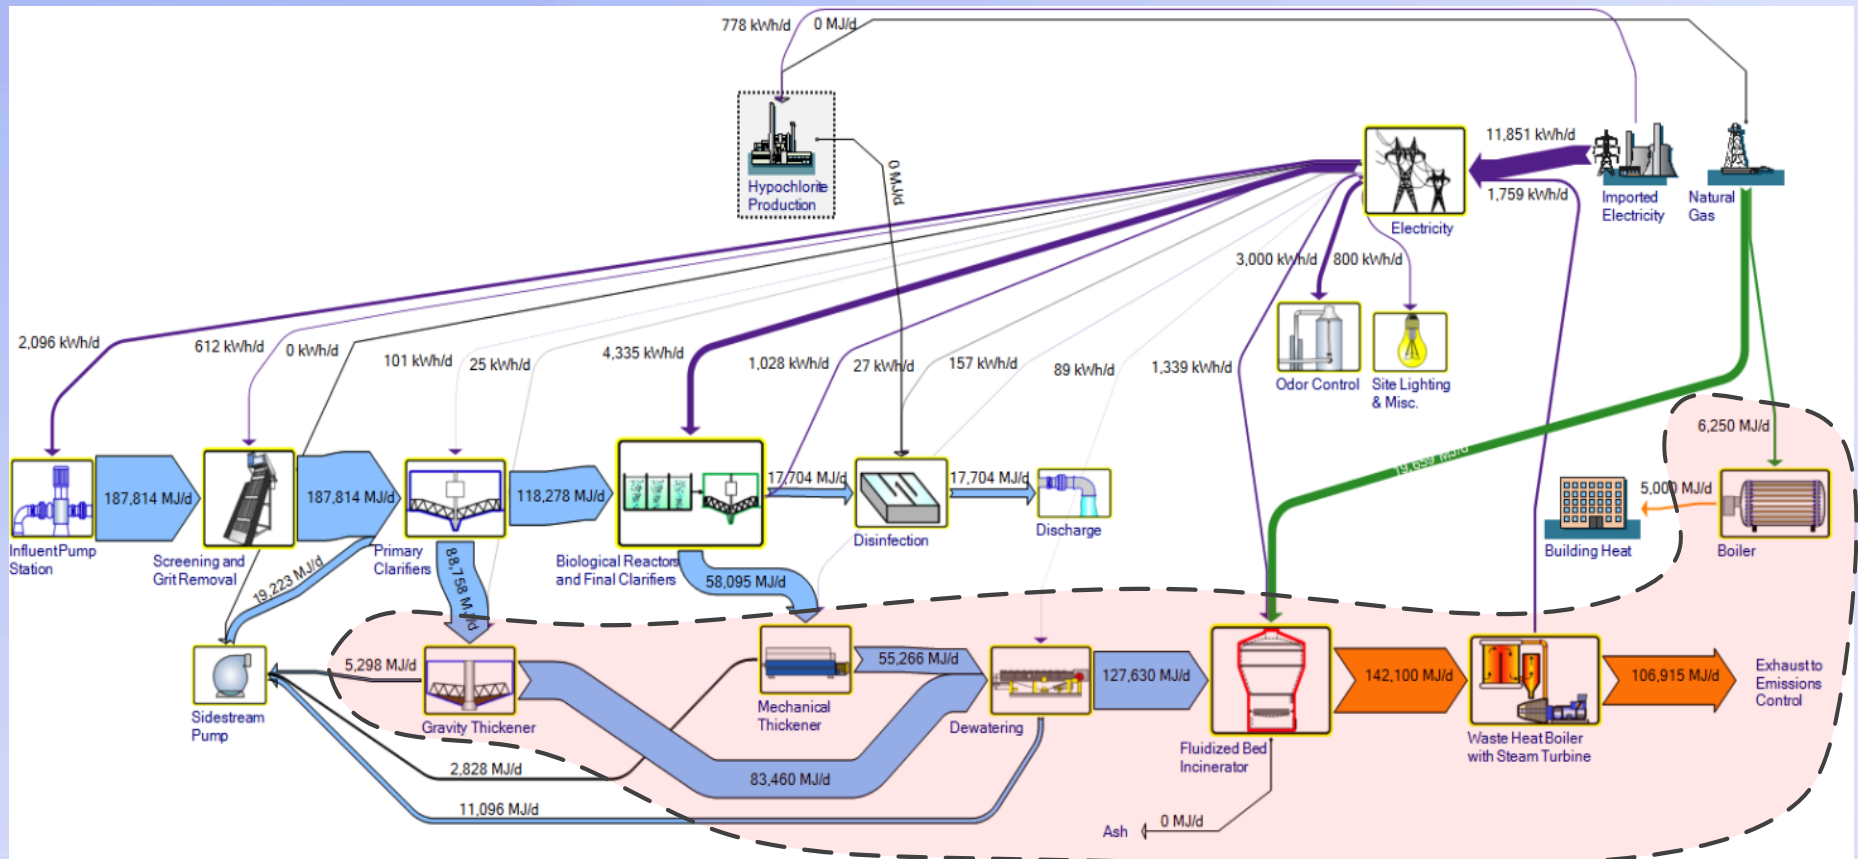 778 kWh/d
0 MJ/d
Hypochlorite
Production
0 MJ/d
11,851 kWh/d
1,759 kWh/d
Electricity
Imported
Electricity
Natural
Gas
3,000 kWh/d
800 kWh/d
Odor Control
Site Lighting
& Misc.
2,096 kWh/d
612 kWh/d
0 kWh/d
101 kWh/d
25 kWh/d
4,335 kWh/d
1,028 kWh/d
27 kWh/d
157 kWh/d
89 kWh/d
1,339 kWh/d
19,659 MJ/d
6,250 MJ/d
5,000 MJ/d
Building Heat
Boiler
187,814 MJ/d
187,814 MJ/d
118,278 MJ/d
17,704 MJ/d
17,704 MJ/d
Influent Pump
Station
Screening and
Grit Removal
Primary
Clarifiers
Biological Reactors
and Final Clarifiers
Disinfection
Discharge
19,223 MJ/d
88,758 MJ/d
58,095 MJ/d
Sidestream
Pump
5,298 MJ/d
Gravity Thickener
Mechanical
Thickener
55,266 MJ/d
Dewatering
127,630 MJ/d
Fluidized Bed
Incinerator
142,100 MJ/d
Waste Heat Boiler
with Steam Turbine
106,915 MJ/d
Exhaust to
Emissions
Control
2,828 MJ/d
83,460 MJ/d
11,096 MJ/d
Ash
0 MJ/d